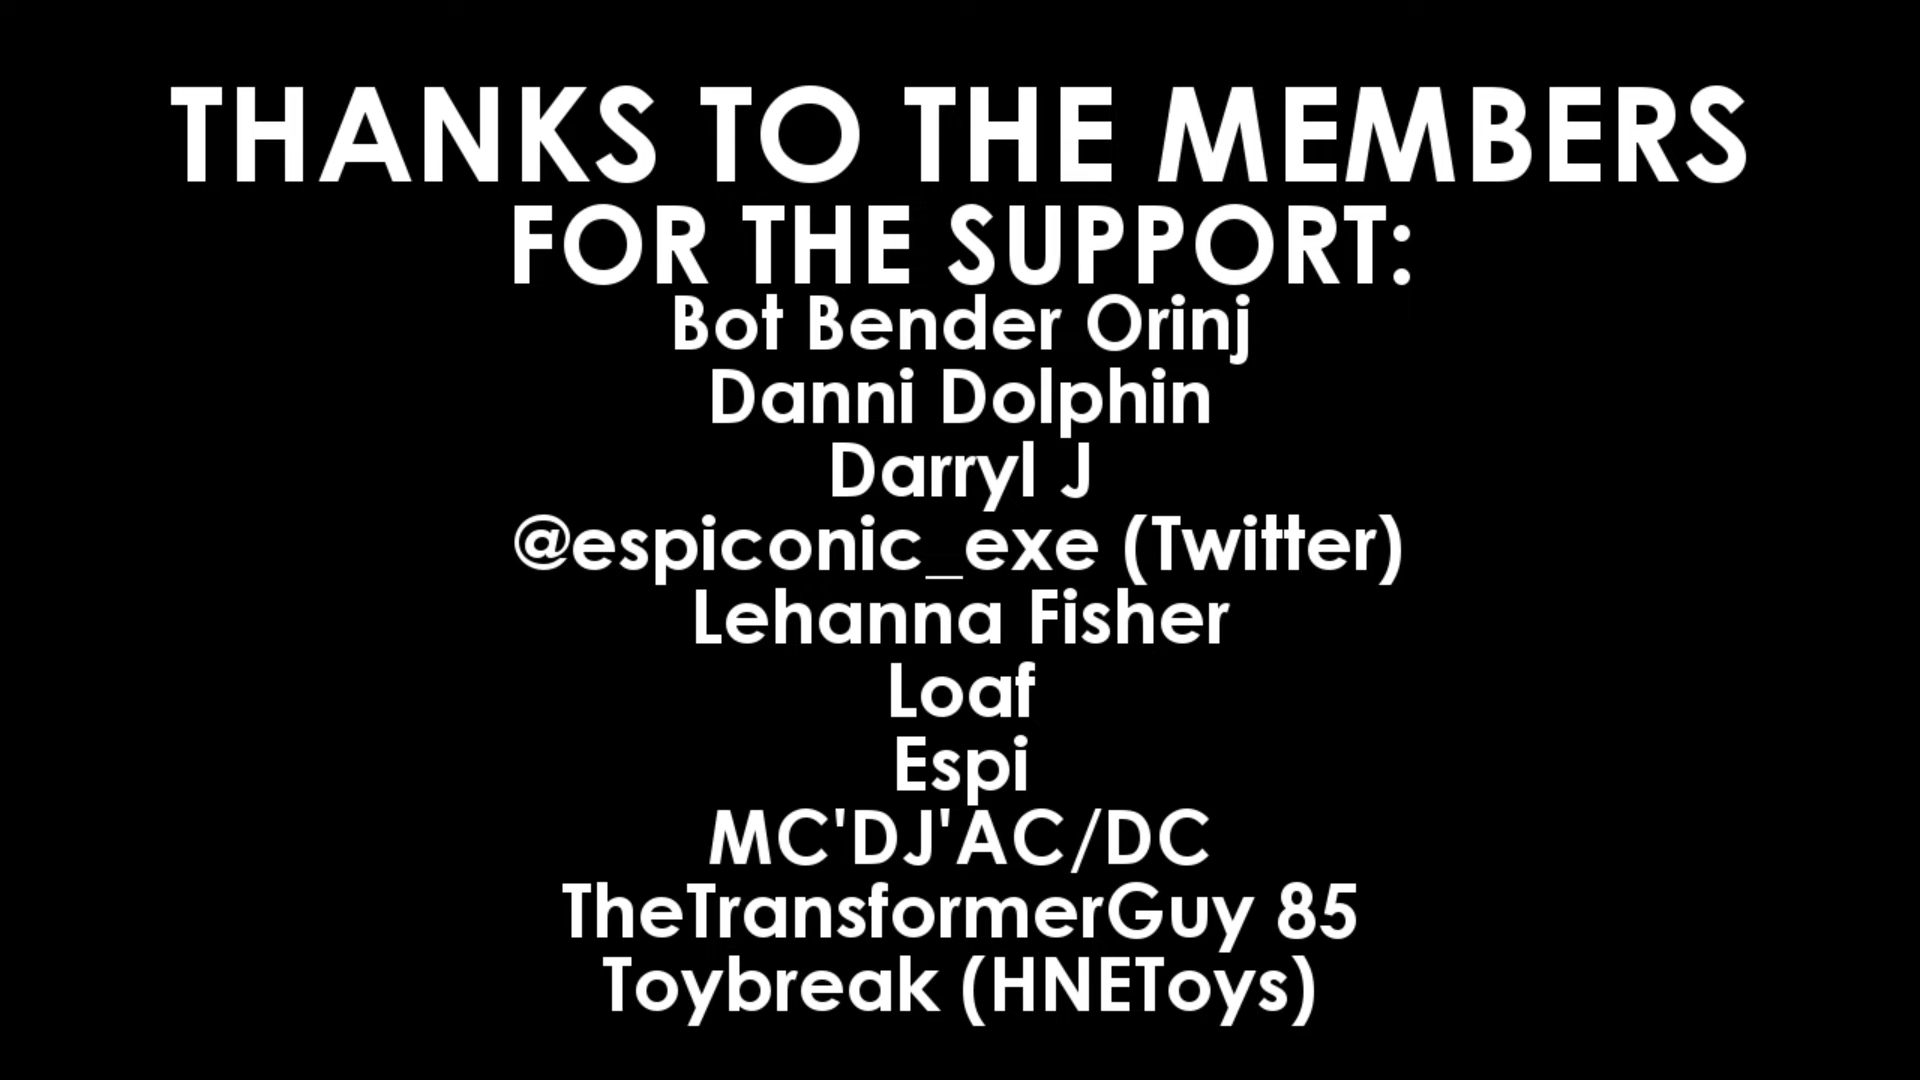 THANKS TO THE MEMBERS
FOR THE SUPPORT:
Bot Bender Orinj
Danni Dolphin
Darryl J
@espiconic_exe (Twitter)
Lehanna Fisher
Loaf
Espi
MC'DJ'AC/DC
TheTransformerGuy 85
Toybreak (HNEToys)